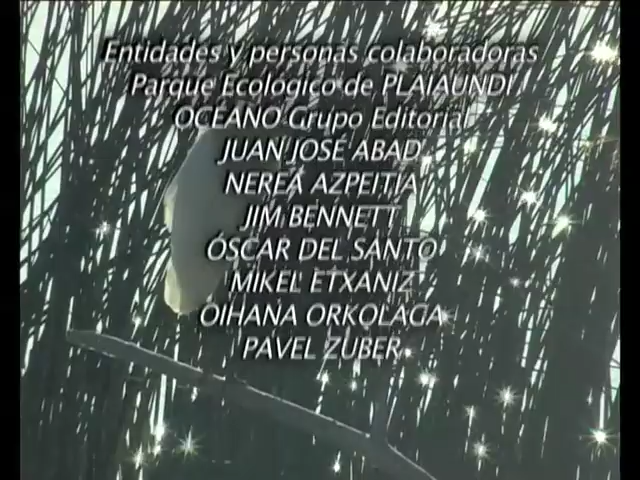 Entidades y personas colaboradoras
Parque Ecológico de PLAIAUNDI
OCÉANO Grupo Editorial
JUAN JOSÉ ABAD
NEREA AZPEITIA
JIM BENNETT
ÓSCAR DEL SANTO
MIKEL ETXANIZ
OIHANA ORKOLAGA
PAVEL ZUBER